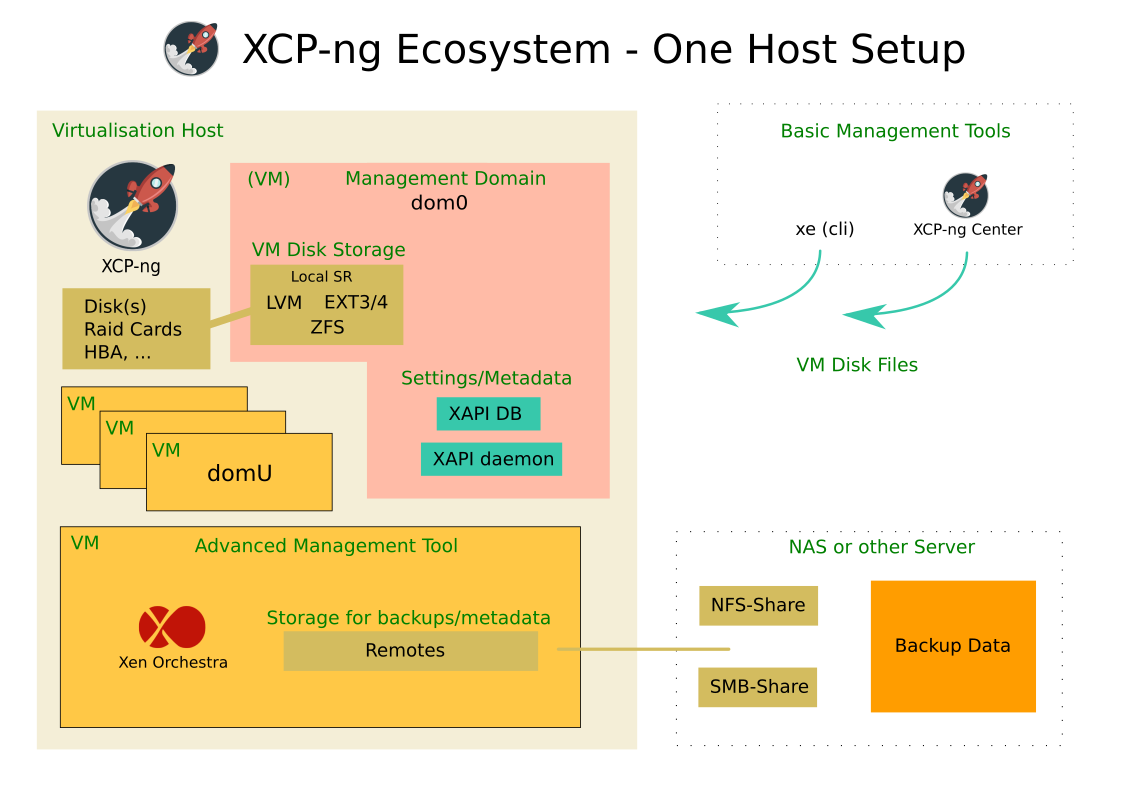 XCP-ng Ecosystem - One Host Setup
Virtualisation Host
XCP-ng
Disk(s)
Raid Cards
HBA, ...
(VM)
Management Domain
dom0
VM Disk Storage
Local SR
LVM EXT3/4
ZFS
Settings/Metadata
XAPI DB
XAPI daemon
VM
VM
VM
domU
VM
Advanced Management Tool
Xen Orchestra
Storage for backups/metadata
Remotes
Basic Management Tools
xe (cli)
XCP-ng Center
VM Disk Files
NAS or other Server
NFS-Share
SMB-Share
Backup Data